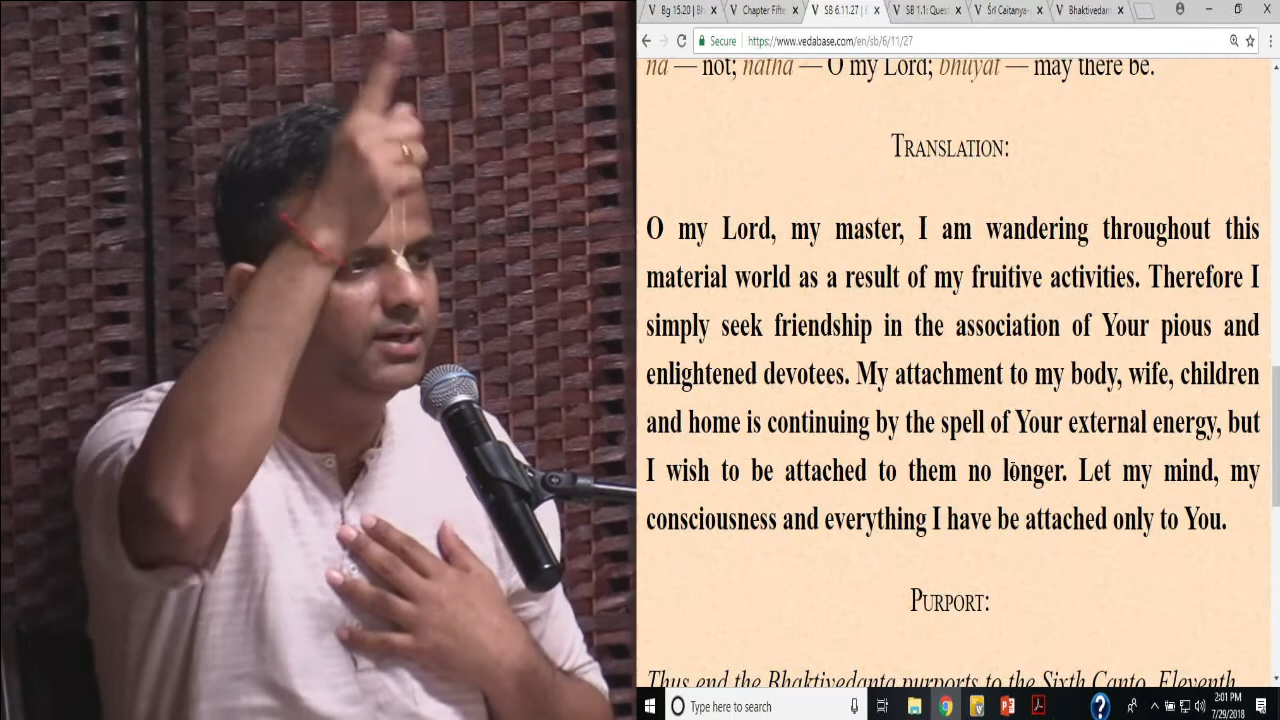 Bg 15.20 | Bh
Chapter Fifte
SB 6.11.27 | B
SB 1.1: Quest
Śrī Caitanya-
Bhaktivedant
Secure https://www.vedabase.com/en/sb/6/11/27
na — not; nātha — O my Lord; bhūyāt — may there be.
TRANSLATION:
O my Lord, my master, I am wandering throughout this
material world as a result of my fruitive activities. Therefore I
simply seek friendship in the association of Your pious and
enlightened devotees. My attachment to my body, wife, children
and home is continuing by the spell of Your external energy, but
I wish to be attached to them no longer. Let my mind, my
consciousness and everything I have be attached only to You.
PURPORT:
Thus end the Bhaktivedanta purports to the Sixth Canto, Eleventh
Type here to search
2:01 PM
7/29/2018